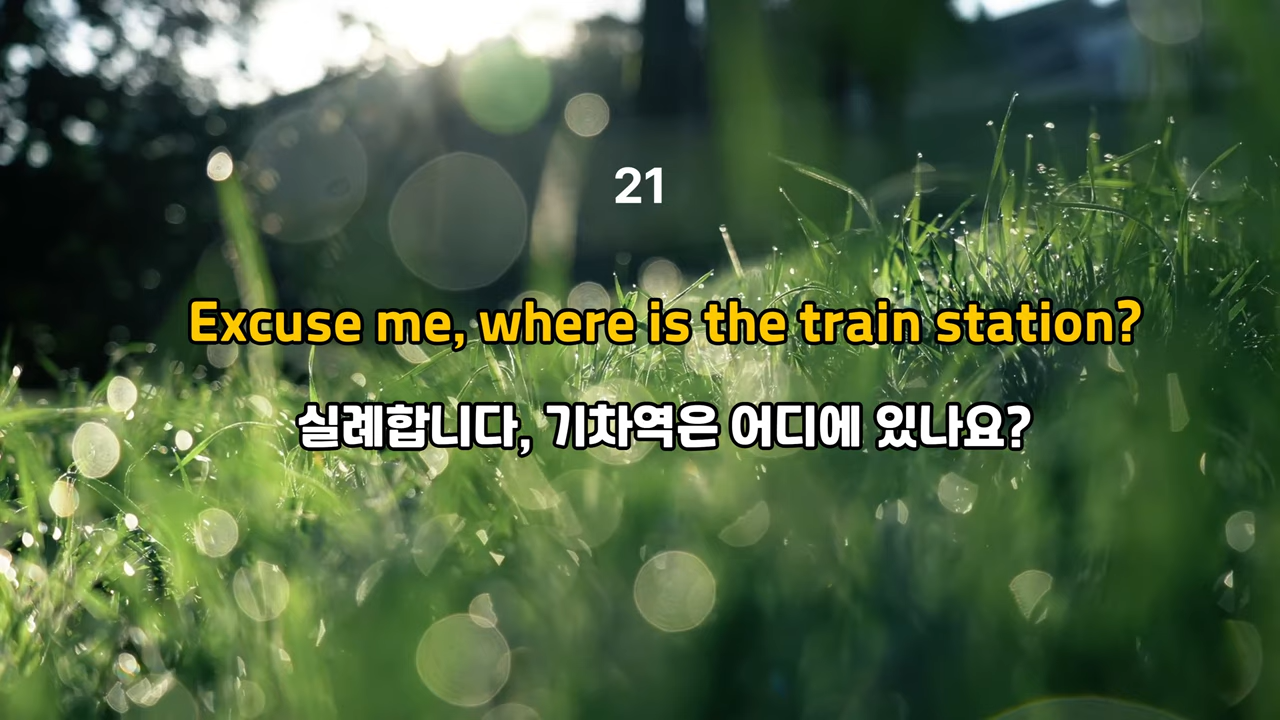 21
Excuse me, where is the train station?
실례합니다, 기차역은 어디에 있나요?